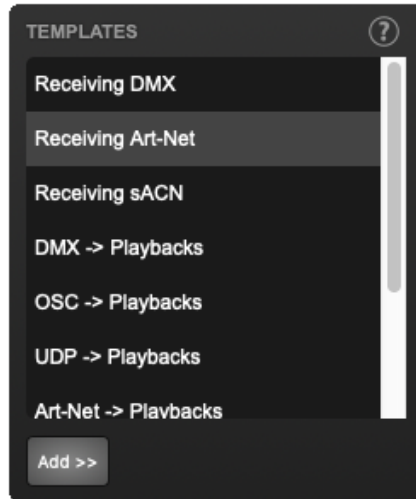 TEMPLATES ?
Receiving DMX
Receiving Art-Net
Receiving sACN
DMX -> Playbacks
OSC -> Playbacks
UDP -> Playbacks
Art-Net -> Playbacks
Add >>